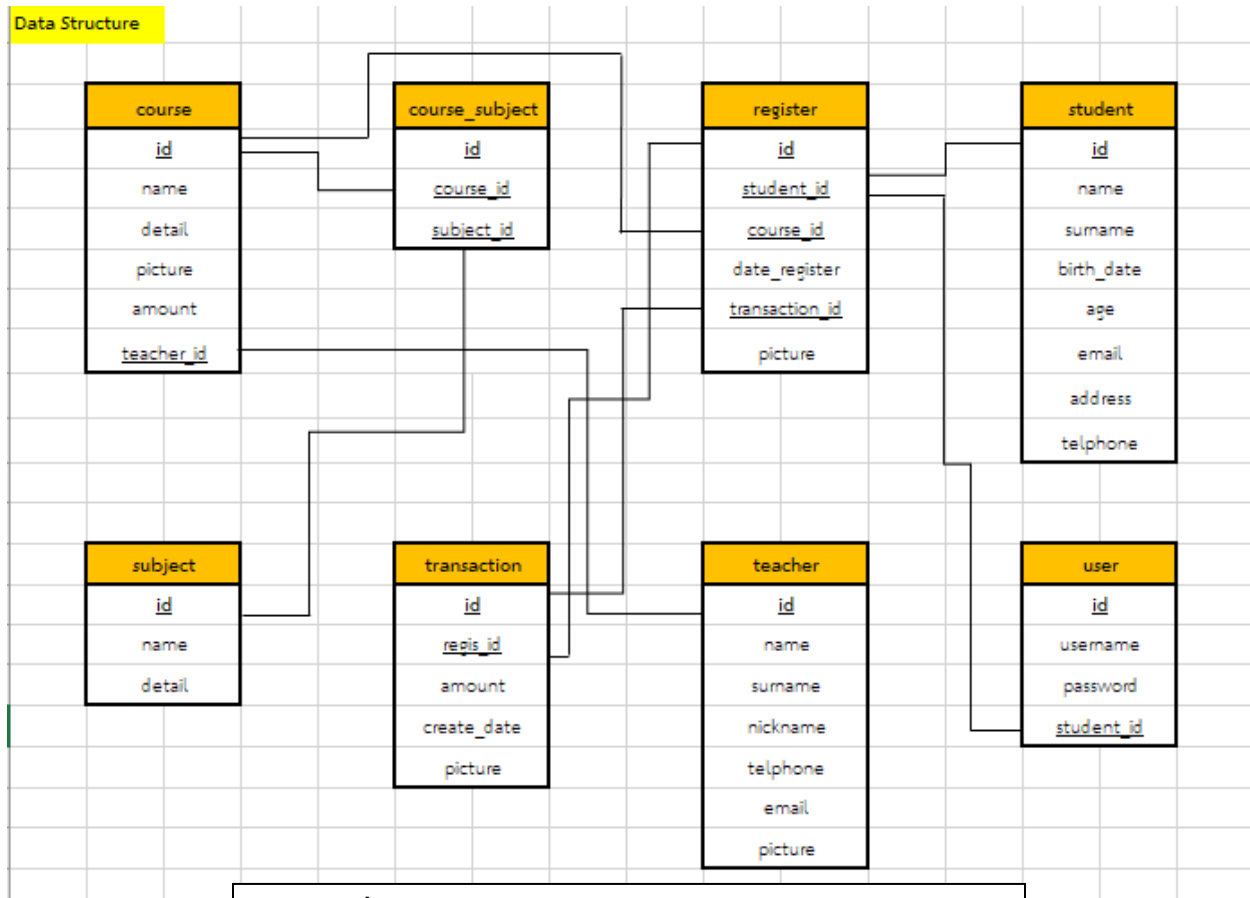 Data Structure
course
id
name
detail
picture
amount
teacher_id
course_subject
id
course_id
subject_id
register
id
student_id
course_id
date_register
transaction_id
picture
student
id
name
surname
birth_date
age
email
address
telphone
subject
id
name
detail
transaction
id
regis_id
amount
create_date
picture
teacher
id
name
surname
nickname
telphone
email
picture
user
id
username
password
student_id